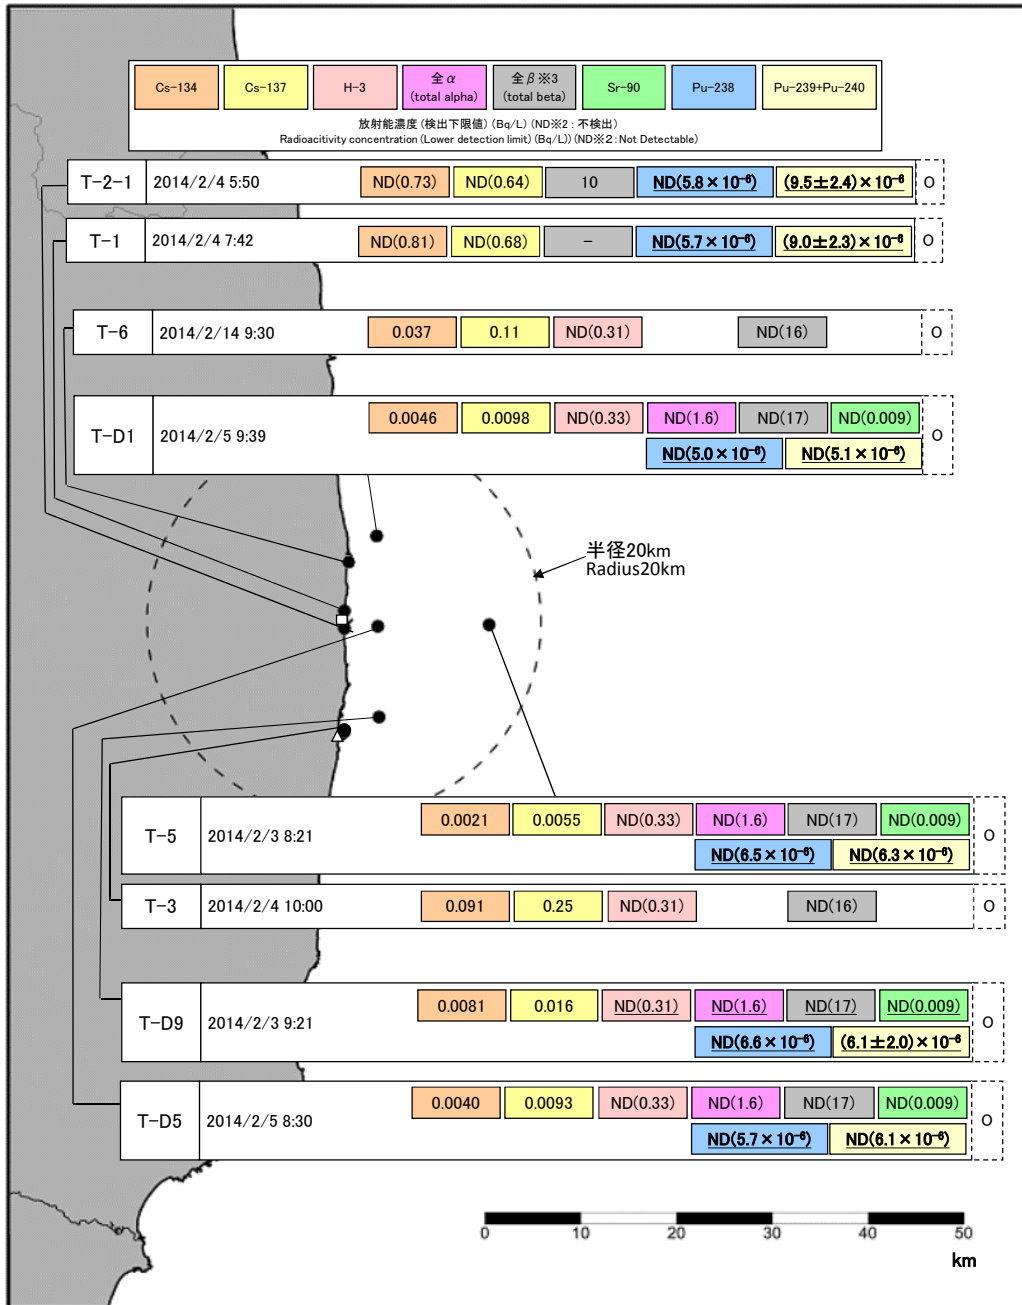 Cs-134 Cs-137 H-3 全α 全β※3 Sr-90 Pu-238 Pu-239+Pu-240
(total alpha) (total beta)
放射能濃度 (検出下限値) (Bq/L) (ND※2 : 不検出)
Radioacitivity concentration (Lower detection limit) (Bq/L)) (ND※2 : Not Detectable)
T-2-1 2014/2/4 5:50 ND(0.73) ND(0.64) 10 ND(5.8×10⁻⁶) (9.5±2.4)×10⁻⁶ O
T-1 2014/2/4 7:42 ND(0.81) ND(0.68) − ND(5.7×10⁻⁶) (9.0±2.3)×10⁻⁶ O
T-6 2014/2/14 9:30 0.037 0.11 ND(0.31) ND(16) O
T-D1 2014/2/5 9:39 0.0046 0.0098 ND(0.33) ND(1.6) ND(17) ND(0.009) O
ND(5.0×10⁻⁶) ND(5.1×10⁻⁶)
半径20km
Radius20km
T-5 2014/2/3 8:21 0.0021 0.0055 ND(0.33) ND(1.6) ND(17) ND(0.009) O
ND(6.5×10⁻⁶) ND(6.3×10⁻⁶)
T-3 2014/2/4 10:00 0.091 0.25 ND(0.31) ND(16) O
T-D9 2014/2/3 9:21 0.0081 0.016 ND(0.31) ND(1.6) ND(17) ND(0.009) O
ND(6.6×10⁻⁶) (6.1±2.0)×10⁻⁶
T-D5 2014/2/5 8:30 0.0040 0.0093 ND(0.33) ND(1.6) ND(17) ND(0.009) O
ND(5.7×10⁻⁶) ND(6.1×10⁻⁶)
0 10 20 30 40 50
km